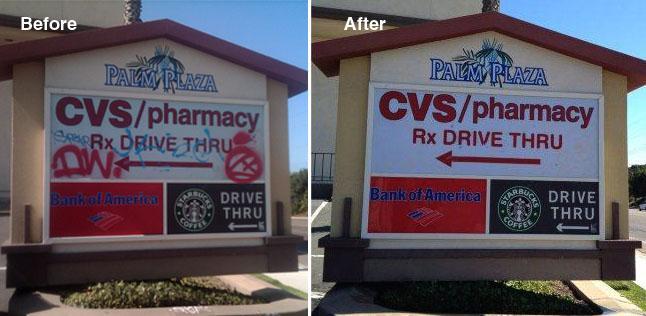 Before
PALM PLAZA
CVS/pharmacy
Rx DRIVE THRU
Bank of America
STARBUCKS COFFEE
DRIVE
THRU
After
PALM PLAZA
CVS/pharmacy
Rx DRIVE THRU
Bank of America
STARBUCKS COFFEE
DRIVE
THRU